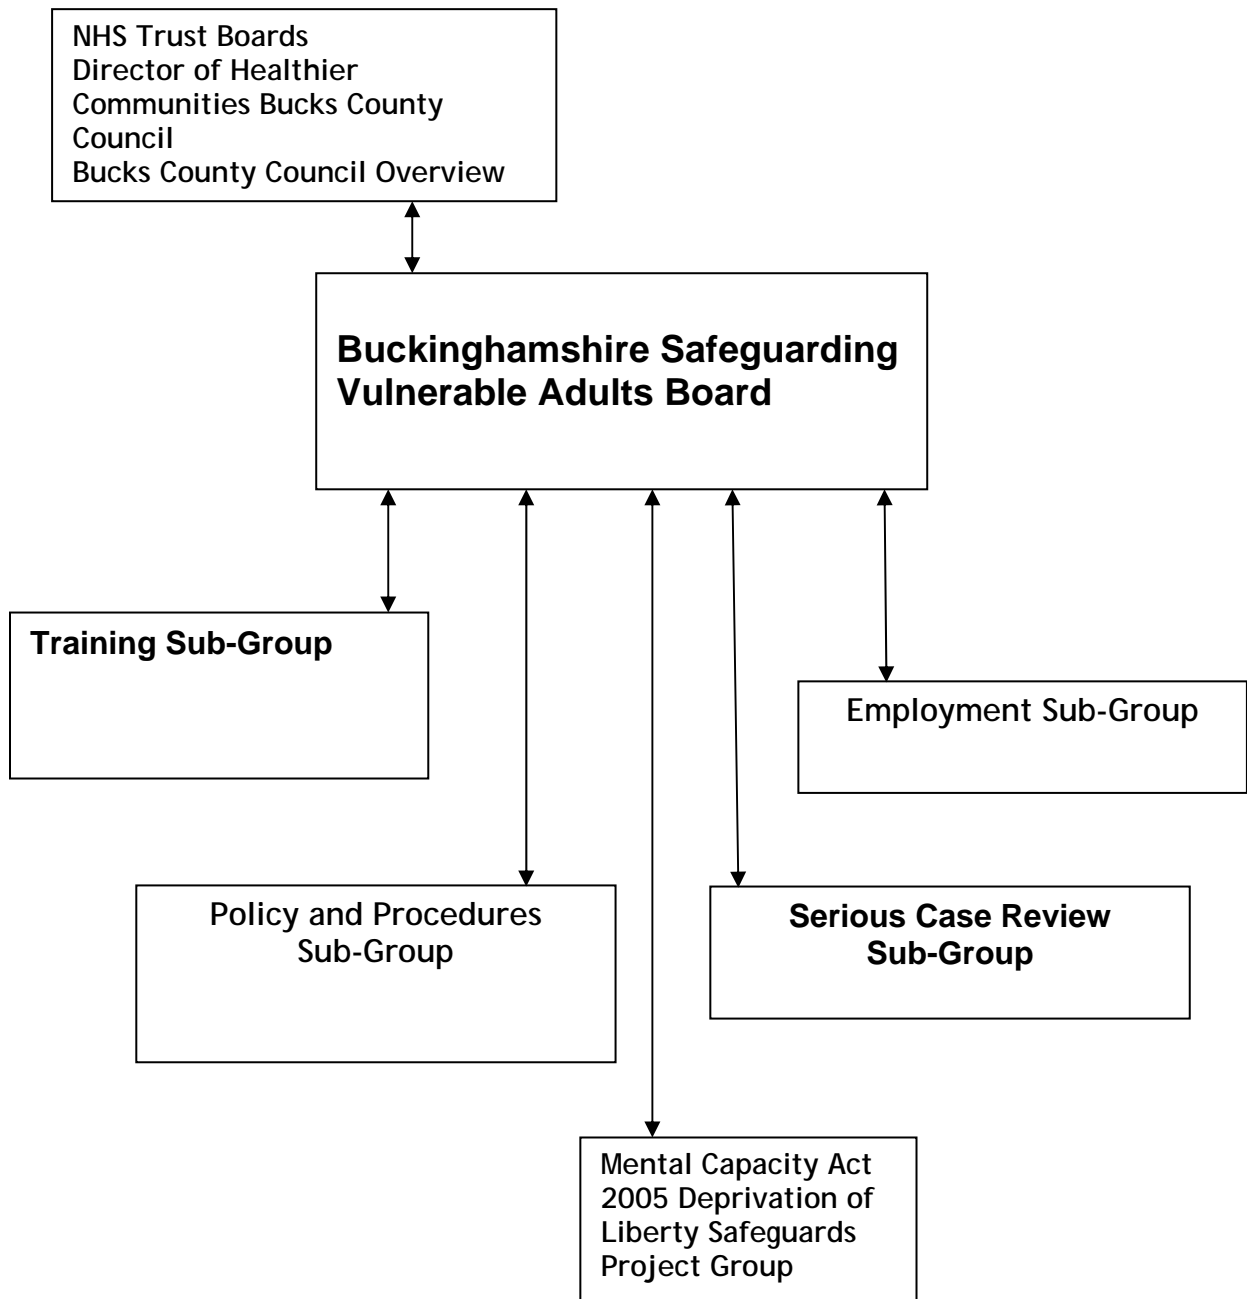 NHS Trust Boards
Director of Healthier
Communities Bucks County
Council
Bucks County Council Overview
Buckinghamshire Safeguarding
Vulnerable Adults Board
Training Sub-Group
Employment Sub-Group
Policy and Procedures
Sub-Group
Serious Case Review
Sub-Group
Mental Capacity Act
2005 Deprivation of
Liberty Safeguards
Project Group